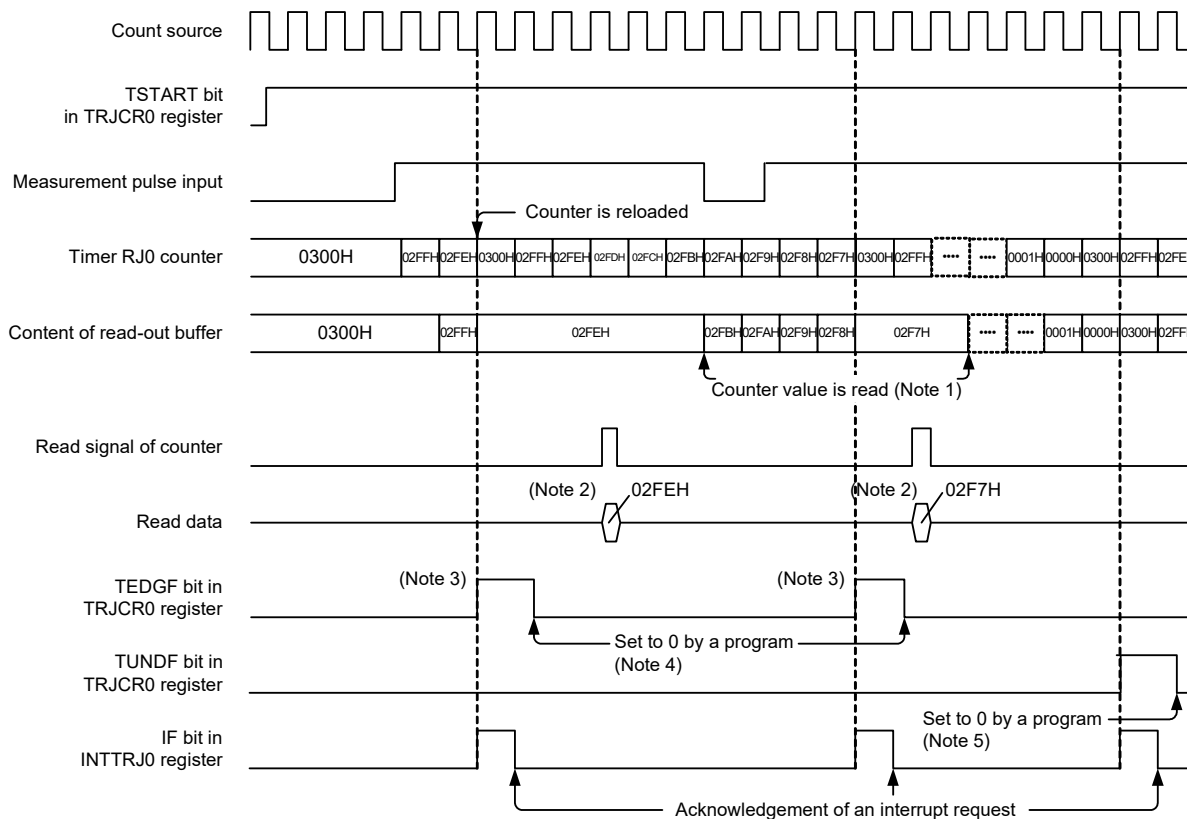 Count source
TSTART bit
in TRJCR0 register
Measurement pulse input
Counter is reloaded
Timer RJ0 counter
0300H 02FFH 02FEH 0300H 02FFH 02FEH 02FDH 02FCH 02FBH 02FAH 02F9H 02F8H 02F7H 0300H 02FFH •••• •••• 0001H 0000H 0300H 02FFH 02FE
Content of read-out buffer
0300H 02FFH 02FEH 02FBH 02FAH 02F9H 02F8H 02F7H •••• •••• 0001H 0000H 0300H 02FF
Counter value is read (Note 1)
Read signal of counter
(Note 2) 02FEH (Note 2) 02F7H
Read data
TEDGF bit in
TRJCR0 register
(Note 3) (Note 3)
Set to 0 by a program
(Note 4)
TUNDF bit in
TRJCR0 register
Set to 0 by a program
(Note 5)
IF bit in
INTTRJ0 register
Acknowledgement of an interrupt request